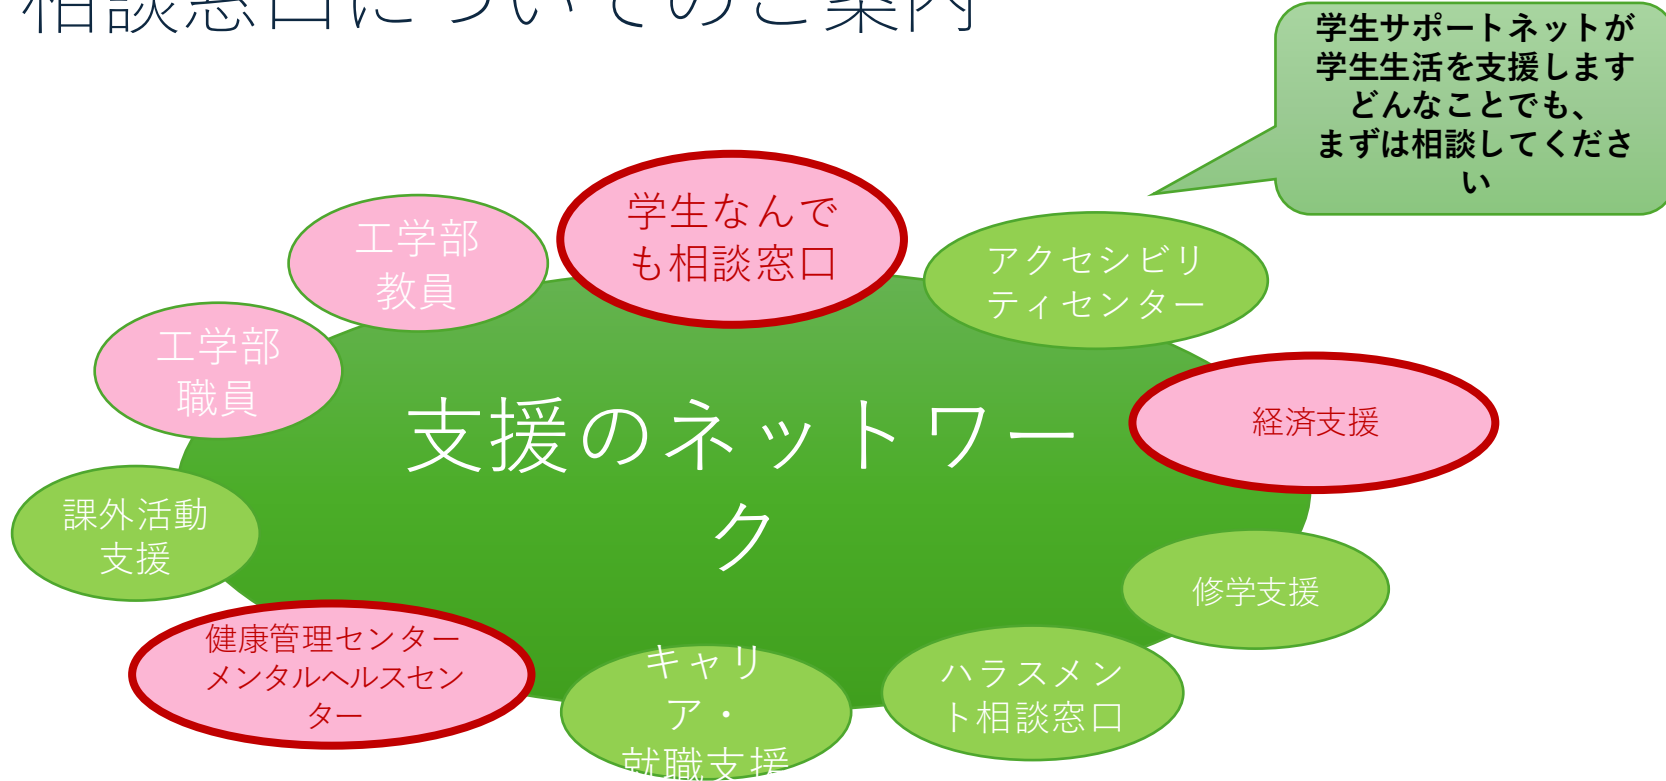 相談窓口についてのご案内
学生サポートネットが
学生生活を支援します
どんなことでも、
まずは相談してくださ
い
学生なんで
も相談窓口
工学部
教員
アクセシビリ
ティセンター
工学部
職員
経済支援
支援のネットワー
ク
課外活動
支援
修学支援
健康管理センター
メンタルヘルスセン
ター
キャリ
ア・
就職支援
ハラスメン
ト相談窓口